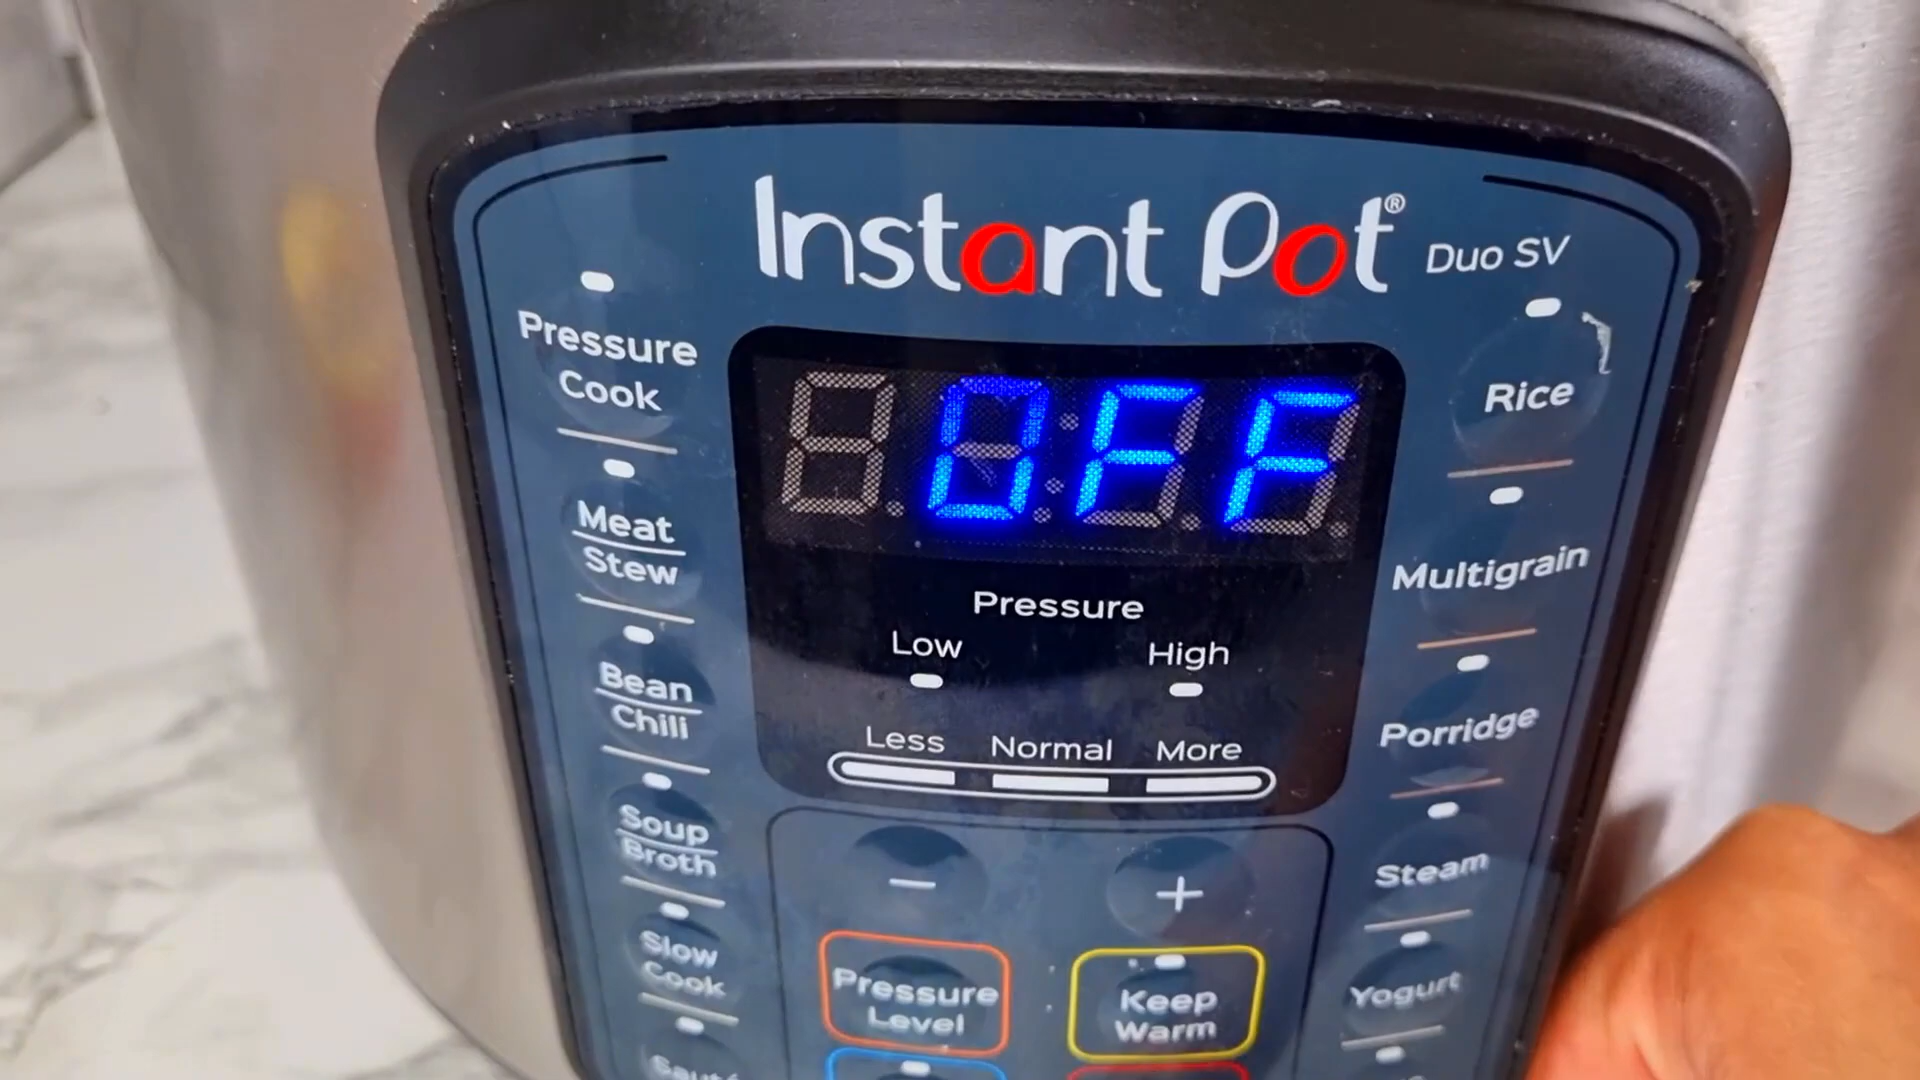 Instant Pot®
Duo SV
OFF
Pressure
Low
High
Less
Normal
More
Pressure
Cook
Meat
Stew
Bean
Chili
Soup
Broth
Slow
Cook
Sauté
−
+
Pressure
Level
Keep
Warm
Rice
Multigrain
Porridge
Steam
Yogurt